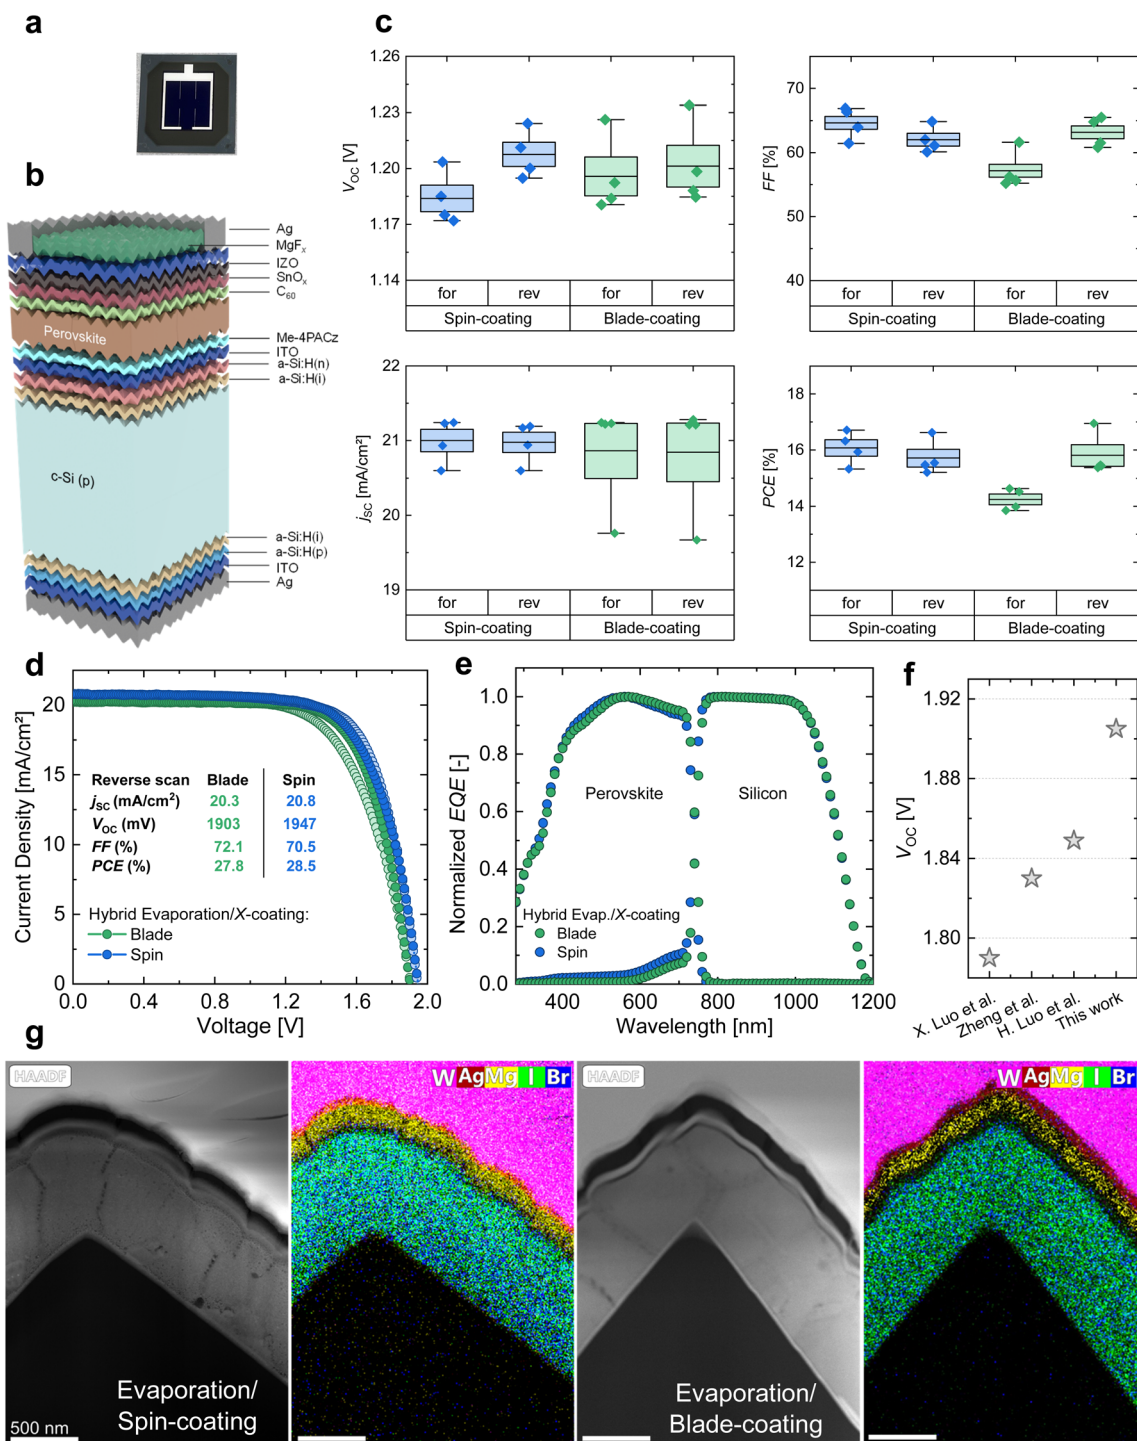 a
b
Ag
MgFx
IZO
SnOx
C60
Perovskite
Me-4PACz
ITO
a-Si:H(n)
a-Si:H(i)
c-Si (p)
a-Si:H(i)
a-Si:H(p)
ITO
Ag
c
1.26
1.23
1.20
1.17
1.14
VOC [V]
for rev for rev
Spin-coating Blade-coating
70
60
50
40
FF [%]
for rev for rev
Spin-coating Blade-coating
22
21
20
19
jSC [mA/cm²]
for rev for rev
Spin-coating Blade-coating
18
16
14
12
PCE [%]
for rev for rev
Spin-coating Blade-coating
d
20
15
10
5
0
Current Density [mA/cm²]
Reverse scan Blade Spin
jSC (mA/cm²) 20.3 20.8
VOC (mV) 1903 1947
FF (%) 72.1 70.5
PCE (%) 27.8 28.5
Hybrid Evaporation/X-coating:
Blade
Spin
0.0 0.4 0.8 1.2 1.6 2.0
Voltage [V]
e
1.0
0.8
0.6
0.4
0.2
0.0
Normalized EQE [-]
Perovskite Silicon
Hybrid Evap./X-coating
Blade
Spin
400 600 800 1000 1200
Wavelength [nm]
f
1.92
1.88
1.84
1.80
VOC [V]
X. Luo et al.
Zheng et al.
H. Luo et al.
This work
g
HAADF
Evaporation/
Spin-coating
500 nm
W Ag Mg I Br
HAADF
Evaporation/
Blade-coating
W Ag Mg I Br